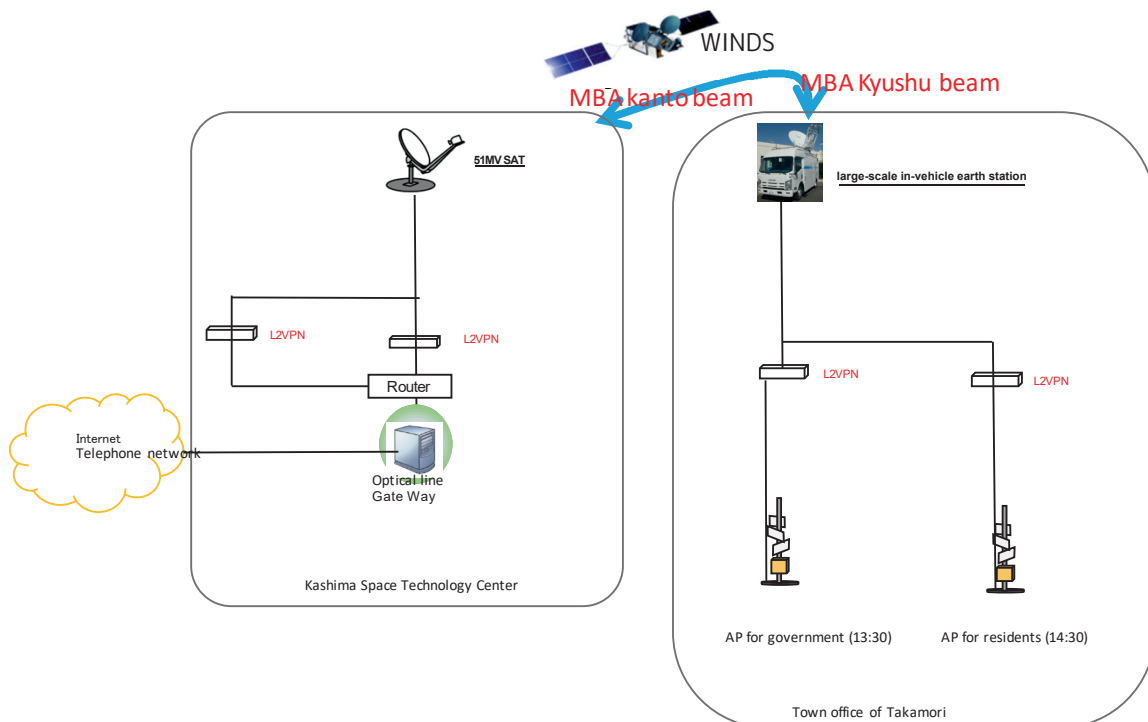 WINDS
MBA kanto beam
MBA Kyushu beam
51MV SAT
large-scale in-vehicle earth station
L2VPN
L2VPN
L2VPN
L2VPN
Router
Internet
Telephone network
Optical line
Gate Way
Kashima Space Technology Center
AP for government (13:30)
AP for residents (14:30)
Town office of Takamori